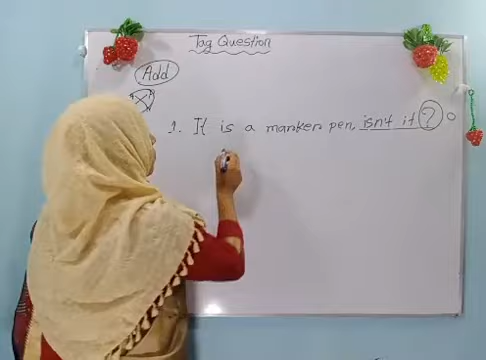 Tag Question
Add
1. It is a marker pen, isn't it ?